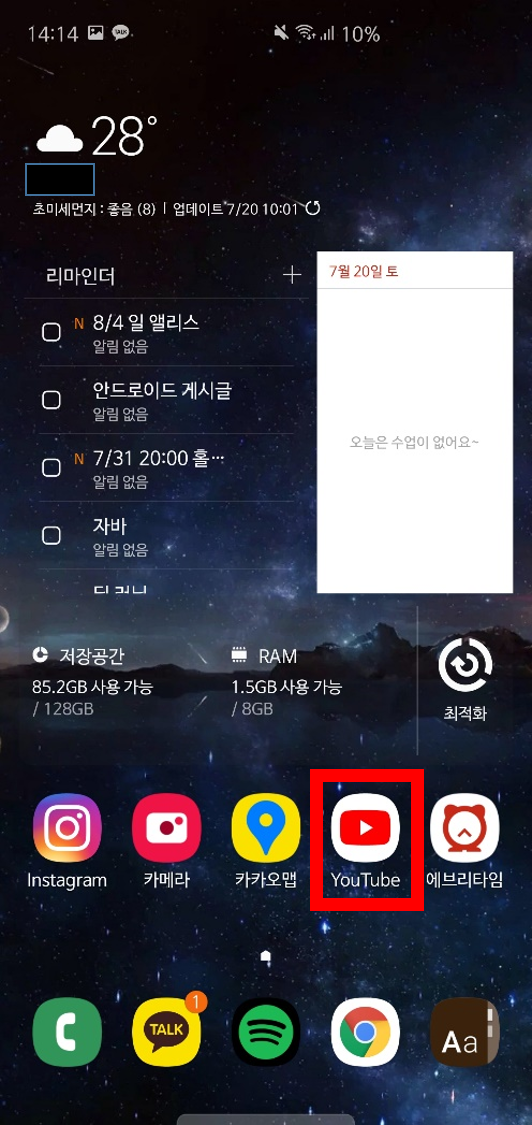 14:14 TALK 10%
28°
초미세먼지 : 좋음 (8) | 업데이트 7/20 10:01
리마인더
N 8/4 일 앨리스
알림 없음
안드로이드 게시글
알림 없음
N 7/31 20:00 홀…
알림 없음
자바
알림 없음
7월 20일 토
오늘은 수업이 없어요~
저장공간
85.2GB 사용 가능
/ 128GB
RAM
1.5GB 사용 가능
/ 8GB
최적화
Instagram 카메라 카카오맵 YouTube 에브리타임
1
TALK
Aa